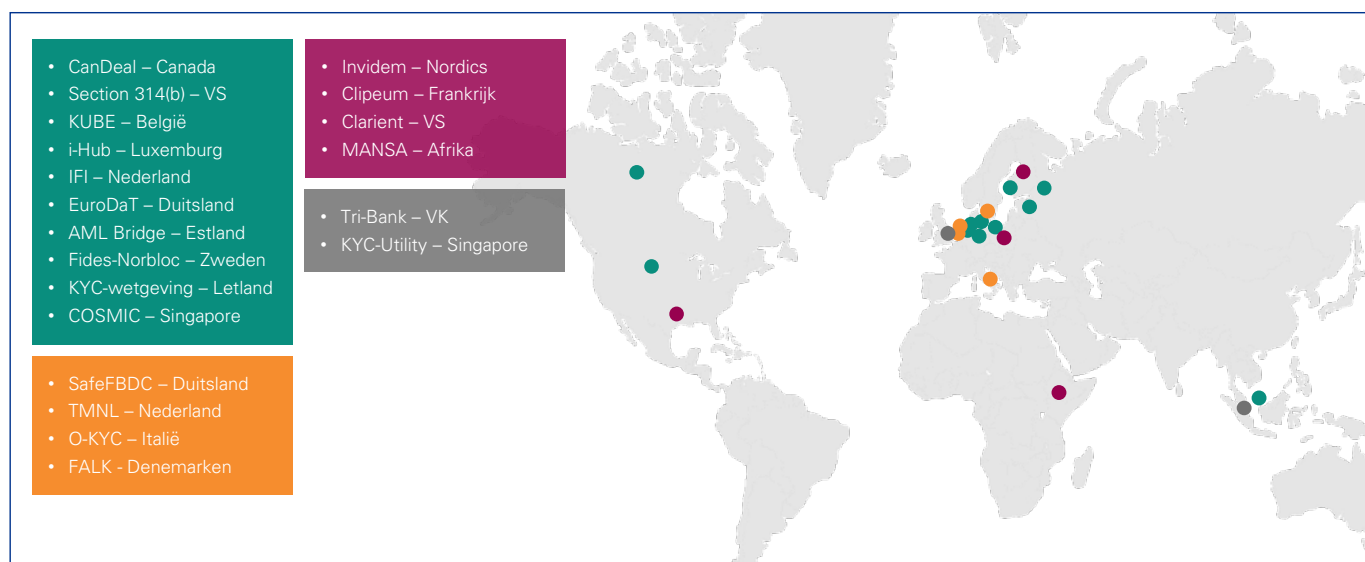 • CanDeal – Canada
• Section 314(b) – VS
• KUBE – België
• i-Hub – Luxemburg
• IFI – Nederland
• EuroDaT – Duitsland
• AML Bridge – Estland
• Fides-Norbloc – Zweden
• KYC-wetgeving – Letland
• COSMIC – Singapore
• SafeFBDC – Duitsland
• TMNL – Nederland
• O-KYC – Italië
• FALK - Denemarken
• Invidem – Nordics
• Clipeum – Frankrijk
• Clarient – VS
• MANSA – Afrika
• Tri-Bank – VK
• KYC-Utility – Singapore